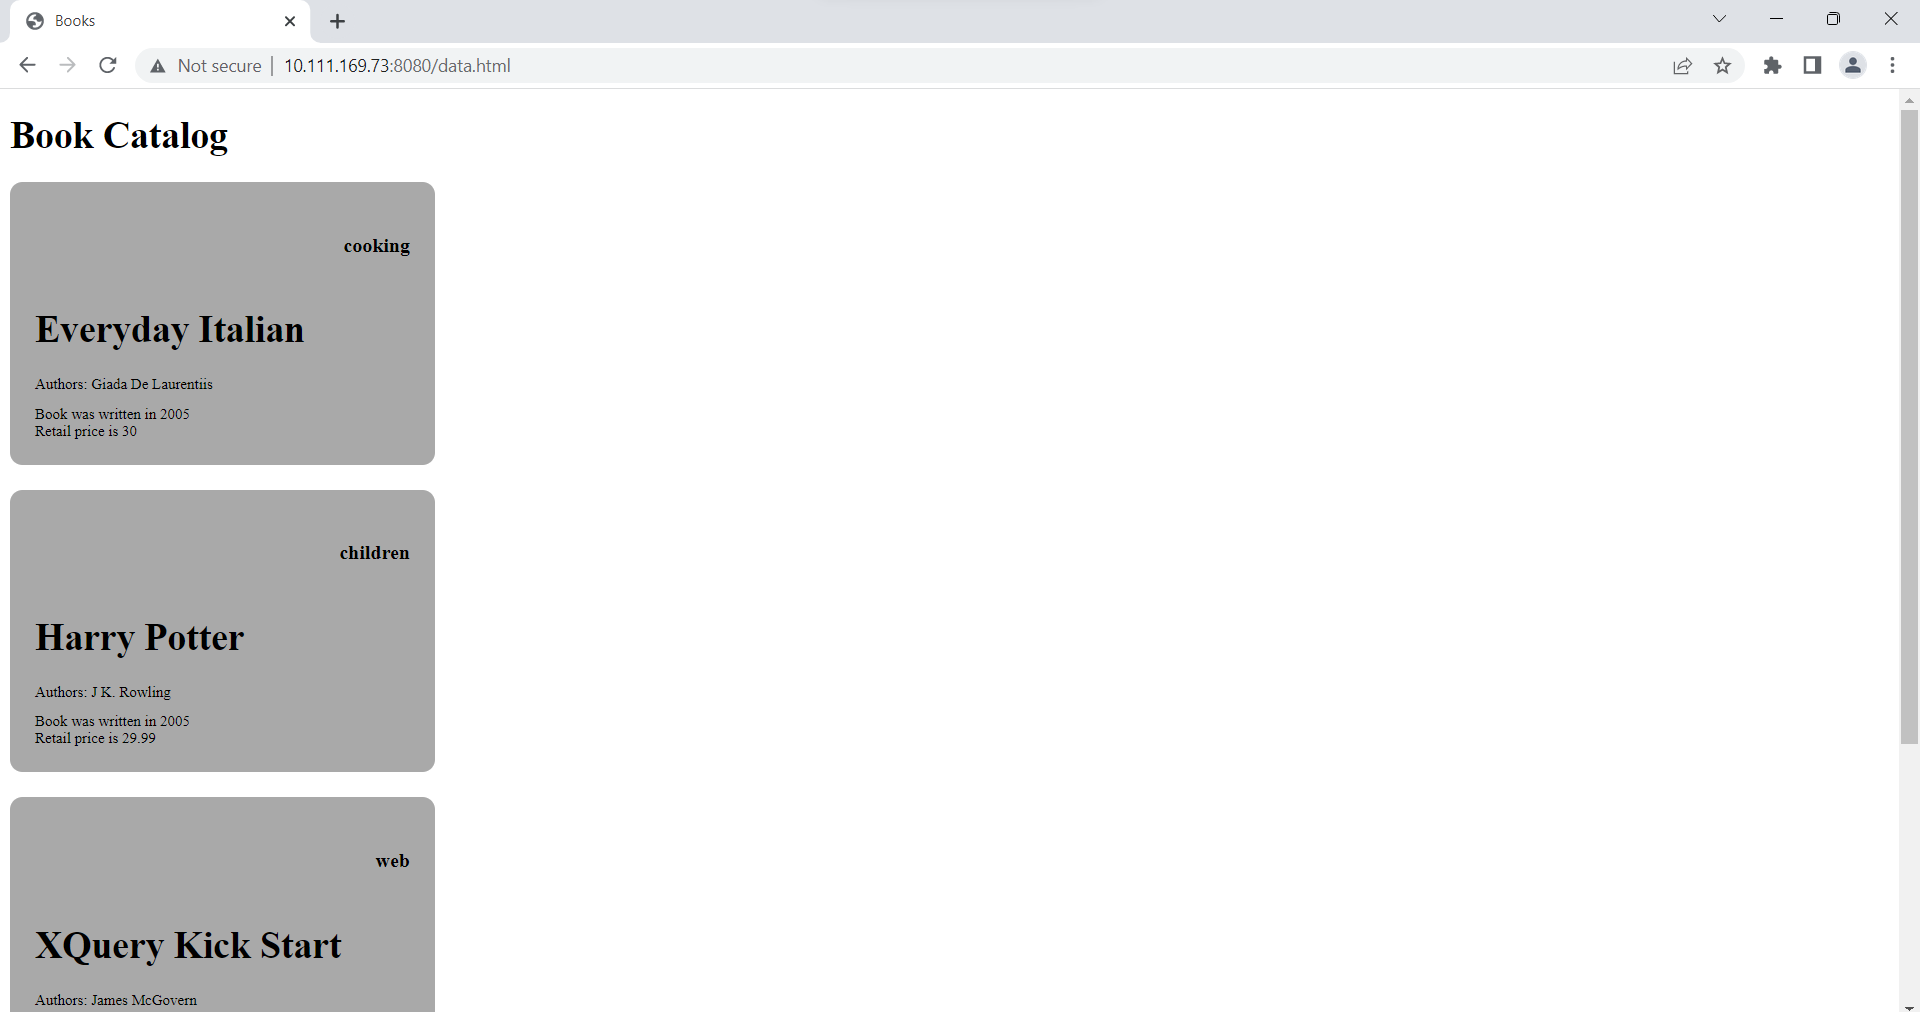 Books
Not secure
10.111.169.73:8080/data.html
Book Catalog
cooking
Everyday Italian
Authors: Giada De Laurentiis
Book was written in 2005
Retail price is 30
children
Harry Potter
Authors: J K. Rowling
Book was written in 2005
Retail price is 29.99
web
XQuery Kick Start
Authors: James McGovern